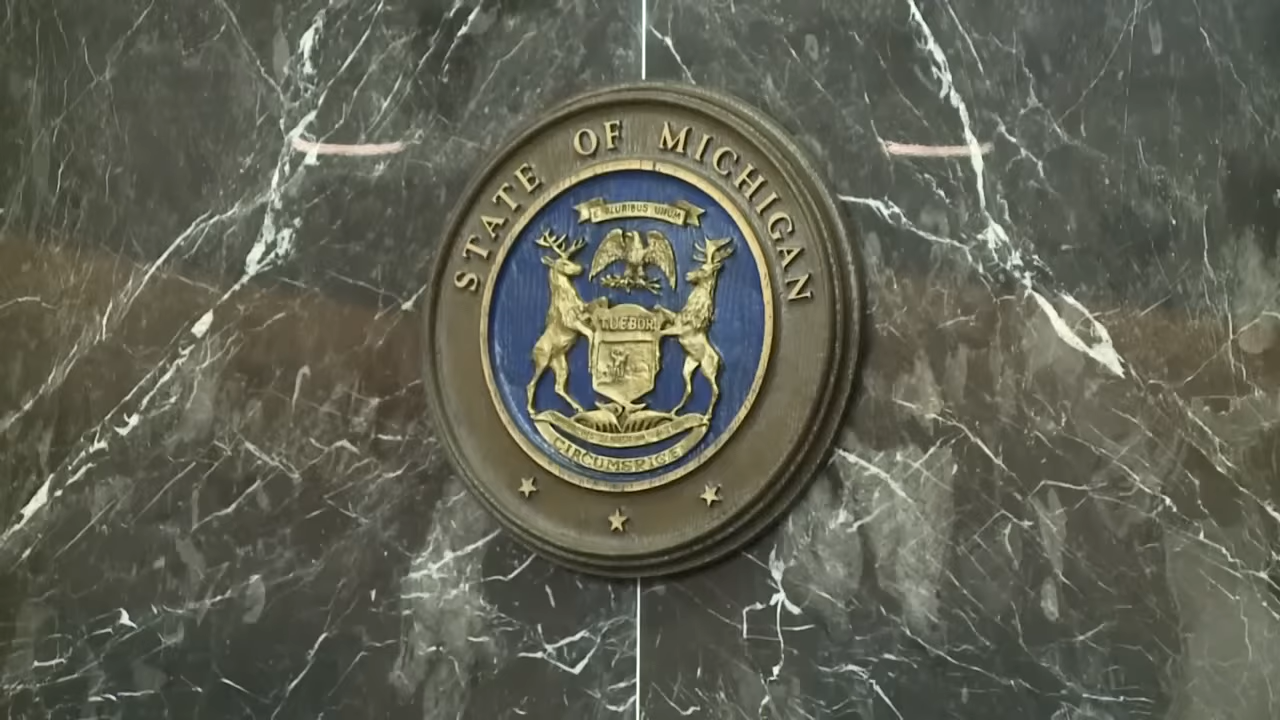 STATE OF MICHIGAN
E PLURIBUS UNUM
TUEBOR
CIRCUMSPICE